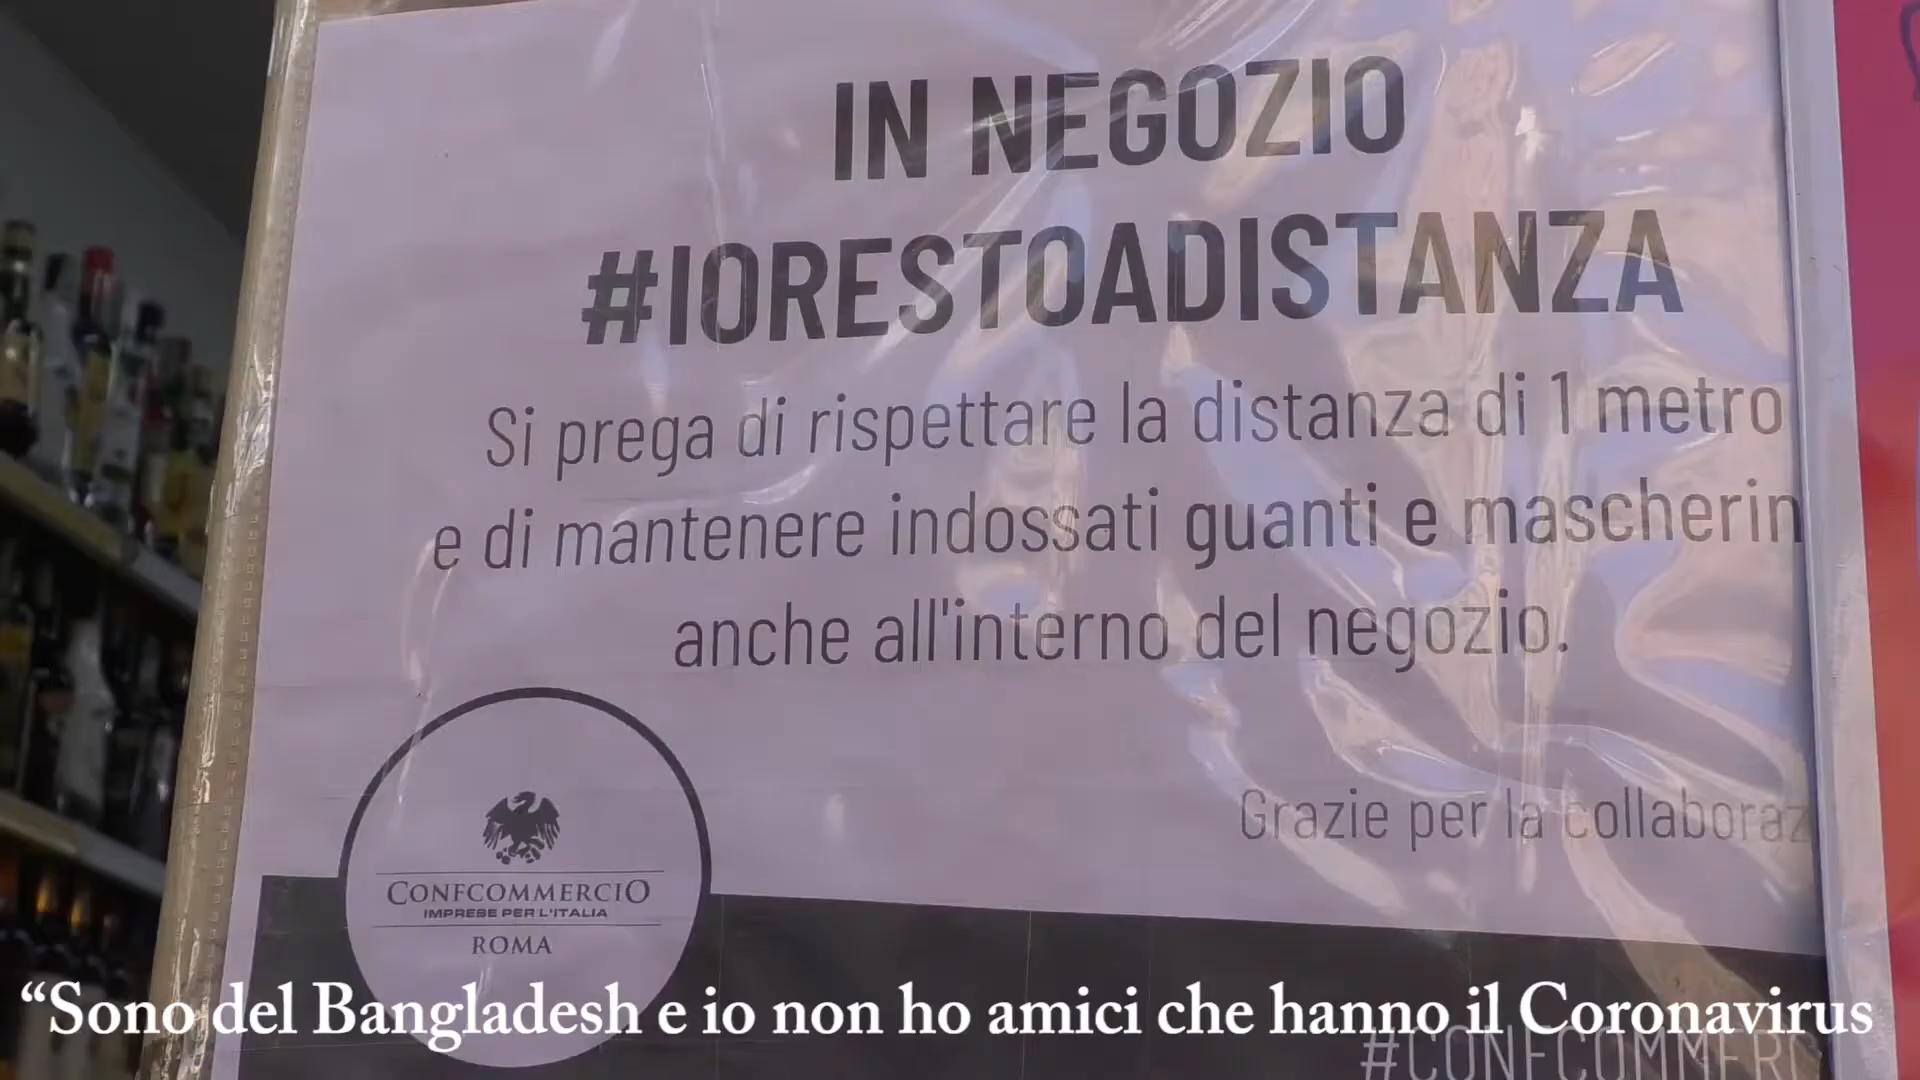 IN NEGOZIO
#IORESTOADISTANZA
Si prega di rispettare la distanza di 1 metro
e di mantenere indossati guanti e mascherin
anche all'interno del negozio.
Grazie per la collaboraz
CONFCOMMERCIO
IMPRESE PER L'ITALIA
ROMA
“Sono del Bangladesh e io non ho amici che hanno il Coronavirus
#CONFCOMMERC